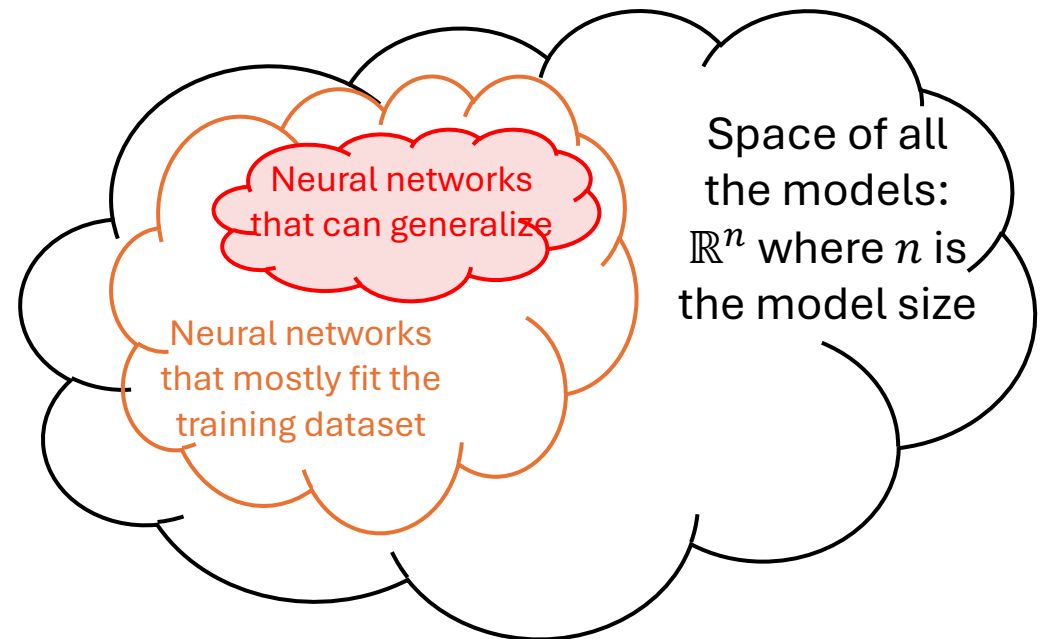 Space of all
the models:
ℝⁿ where 𝑛 is
the model size
Neural networks
that can generalize
Neural networks
that mostly fit the
training dataset